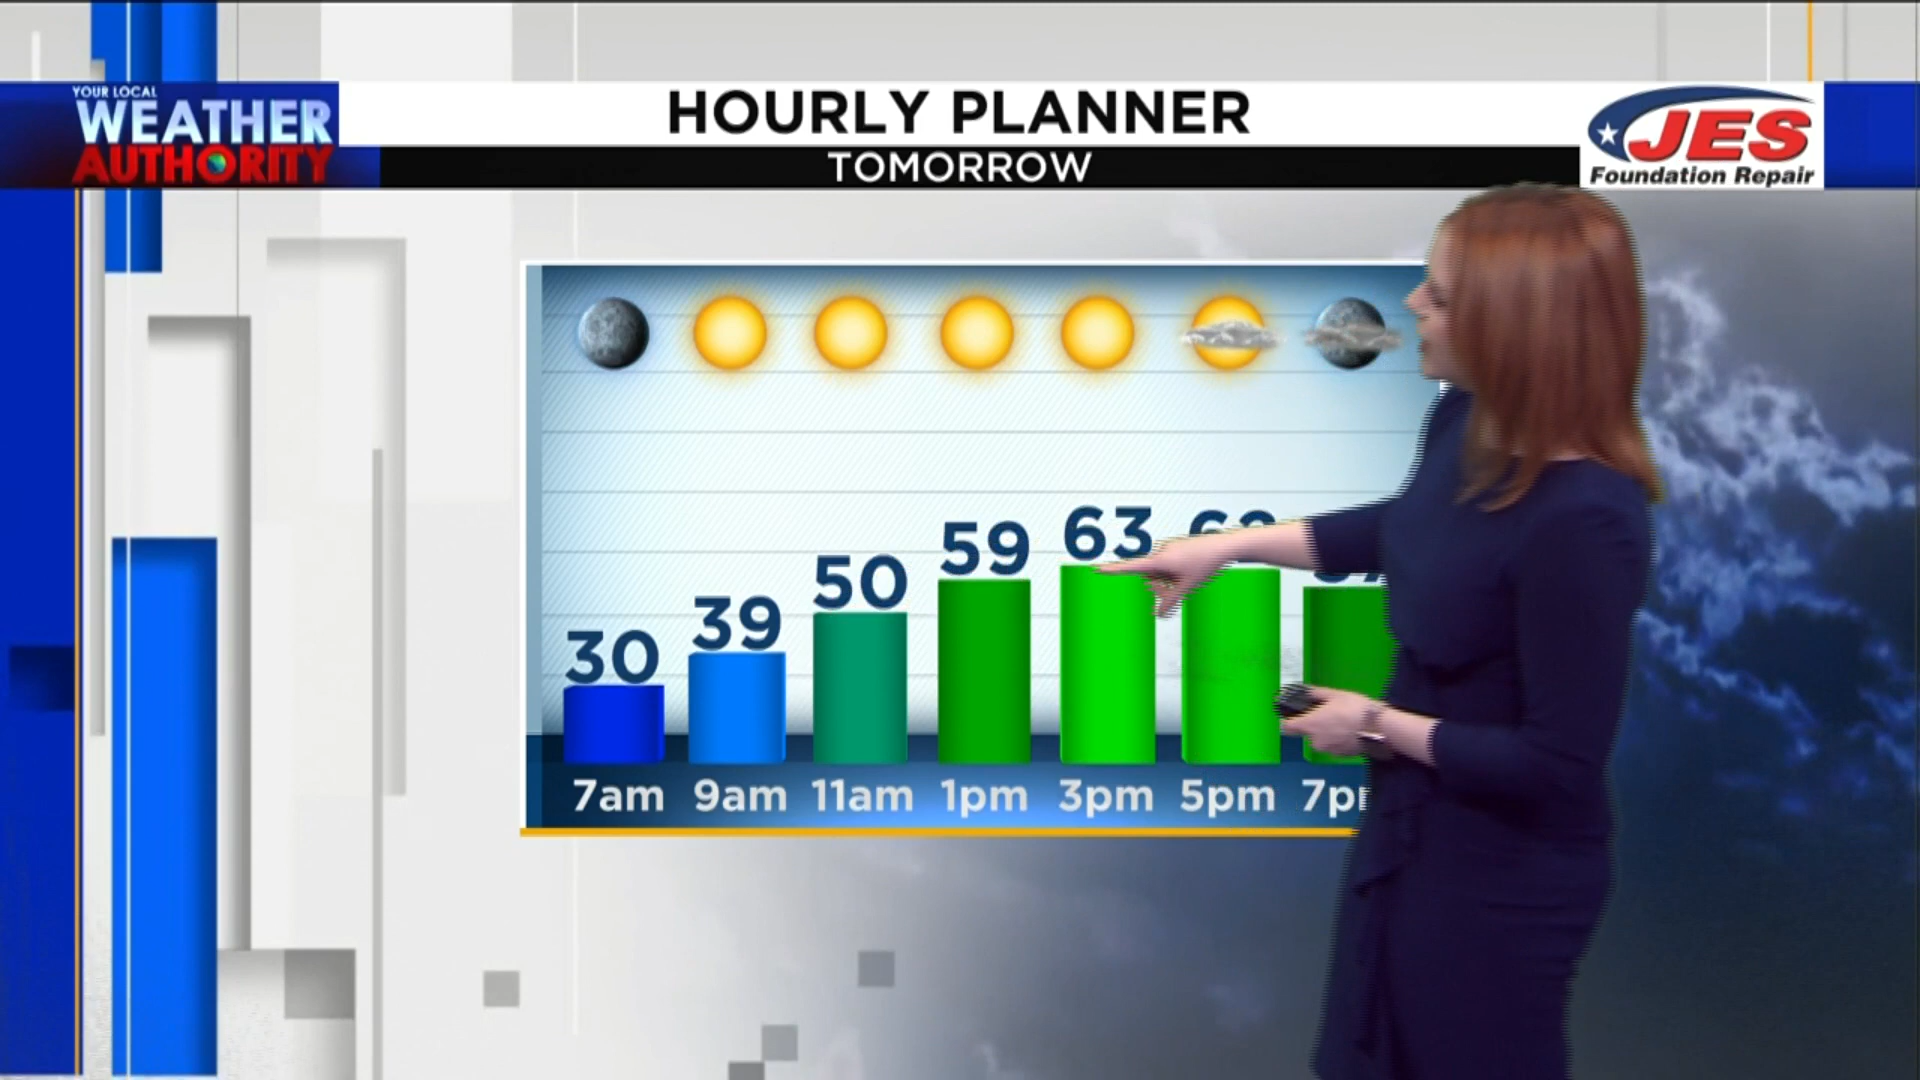 YOUR LOCAL
WEATHER
AUTHORITY
HOURLY PLANNER
TOMORROW
JES
Foundation Repair
30 39 50 59 63
7am 9am 11am 1pm 3pm 5pm